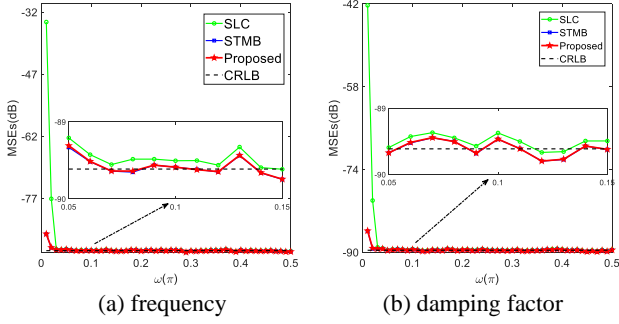 -32
-47
-62
-77
MSEs(dB)
SLC
STMB
Proposed
CRLB
-89
-90
0.05
0.1
0.15
0
0.1
0.2
0.3
0.4
0.5
ω(π)
(a) frequency
-42
-58
-74
-90
MSEs(dB)
SLC
STMB
Proposed
CRLB
-89
-90
0.05
0.1
0.15
0
0.1
0.2
0.3
0.4
0.5
ω(π)
(b) damping factor